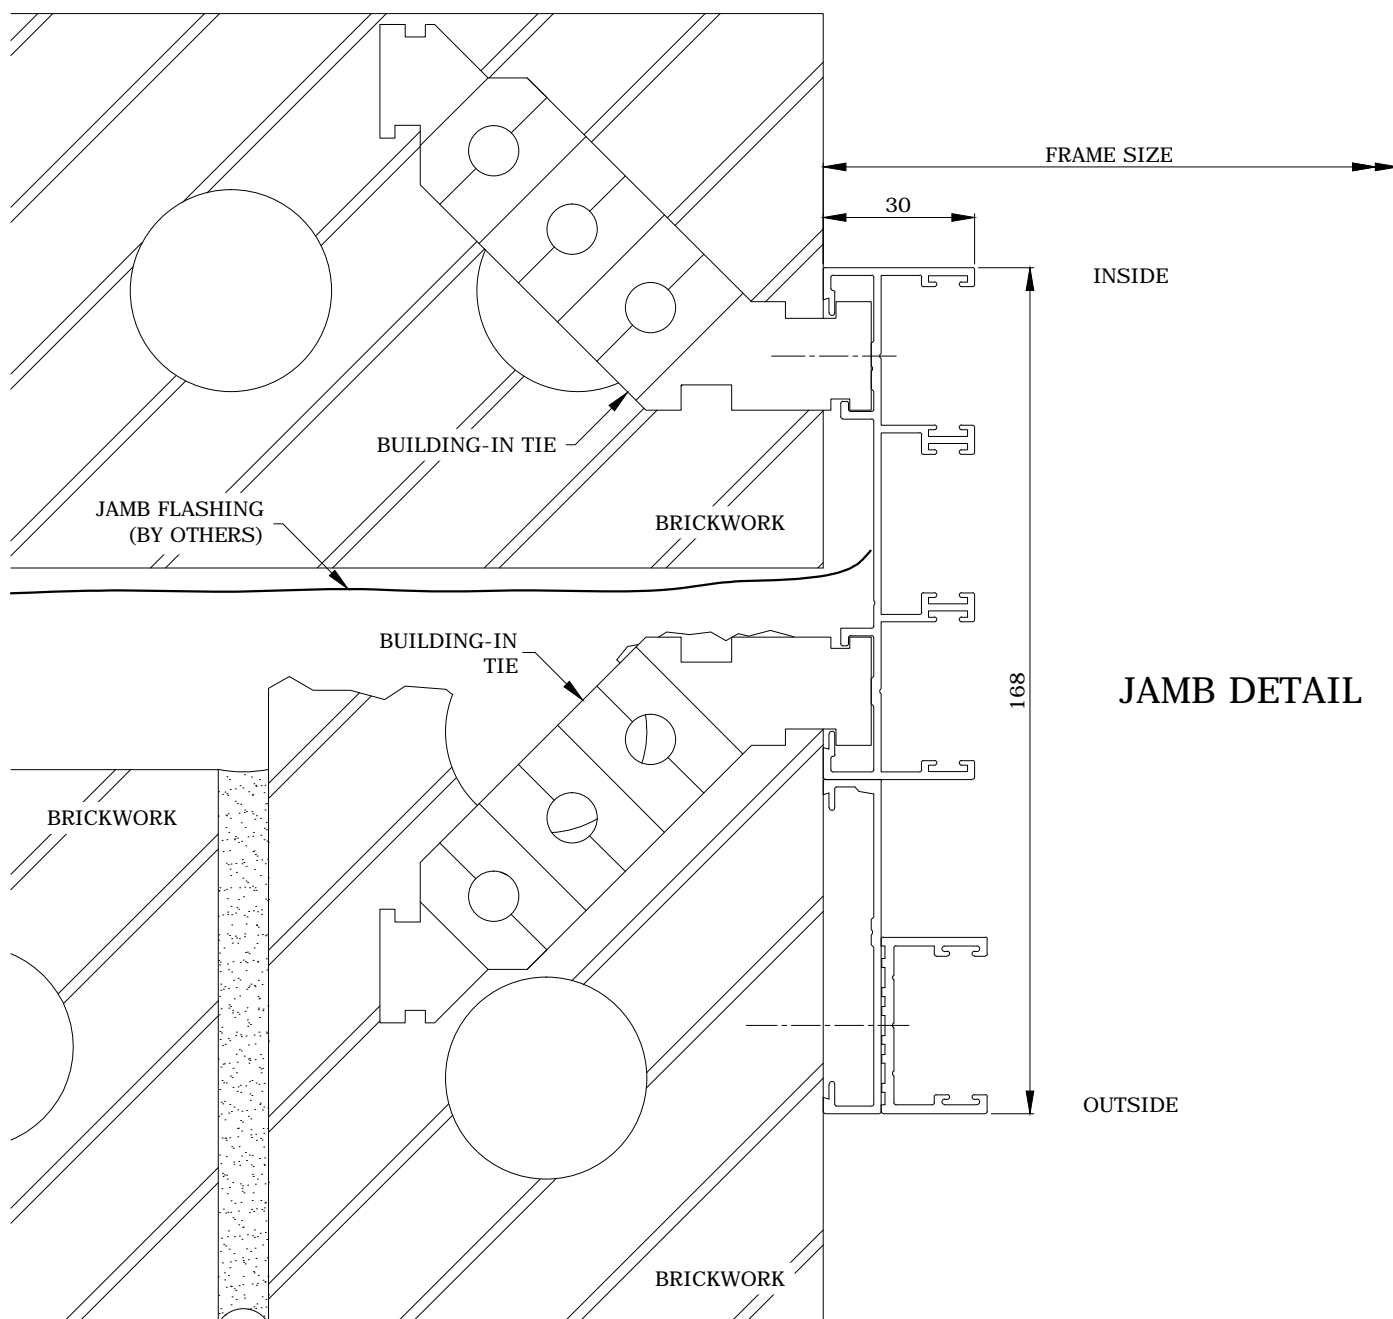 FRAME SIZE
30
INSIDE
BUILDING-IN TIE
JAMB FLASHING
(BY OTHERS)
BRICKWORK
BUILDING-IN
TIE
168
JAMB DETAIL
BRICKWORK
OUTSIDE
BRICKWORK